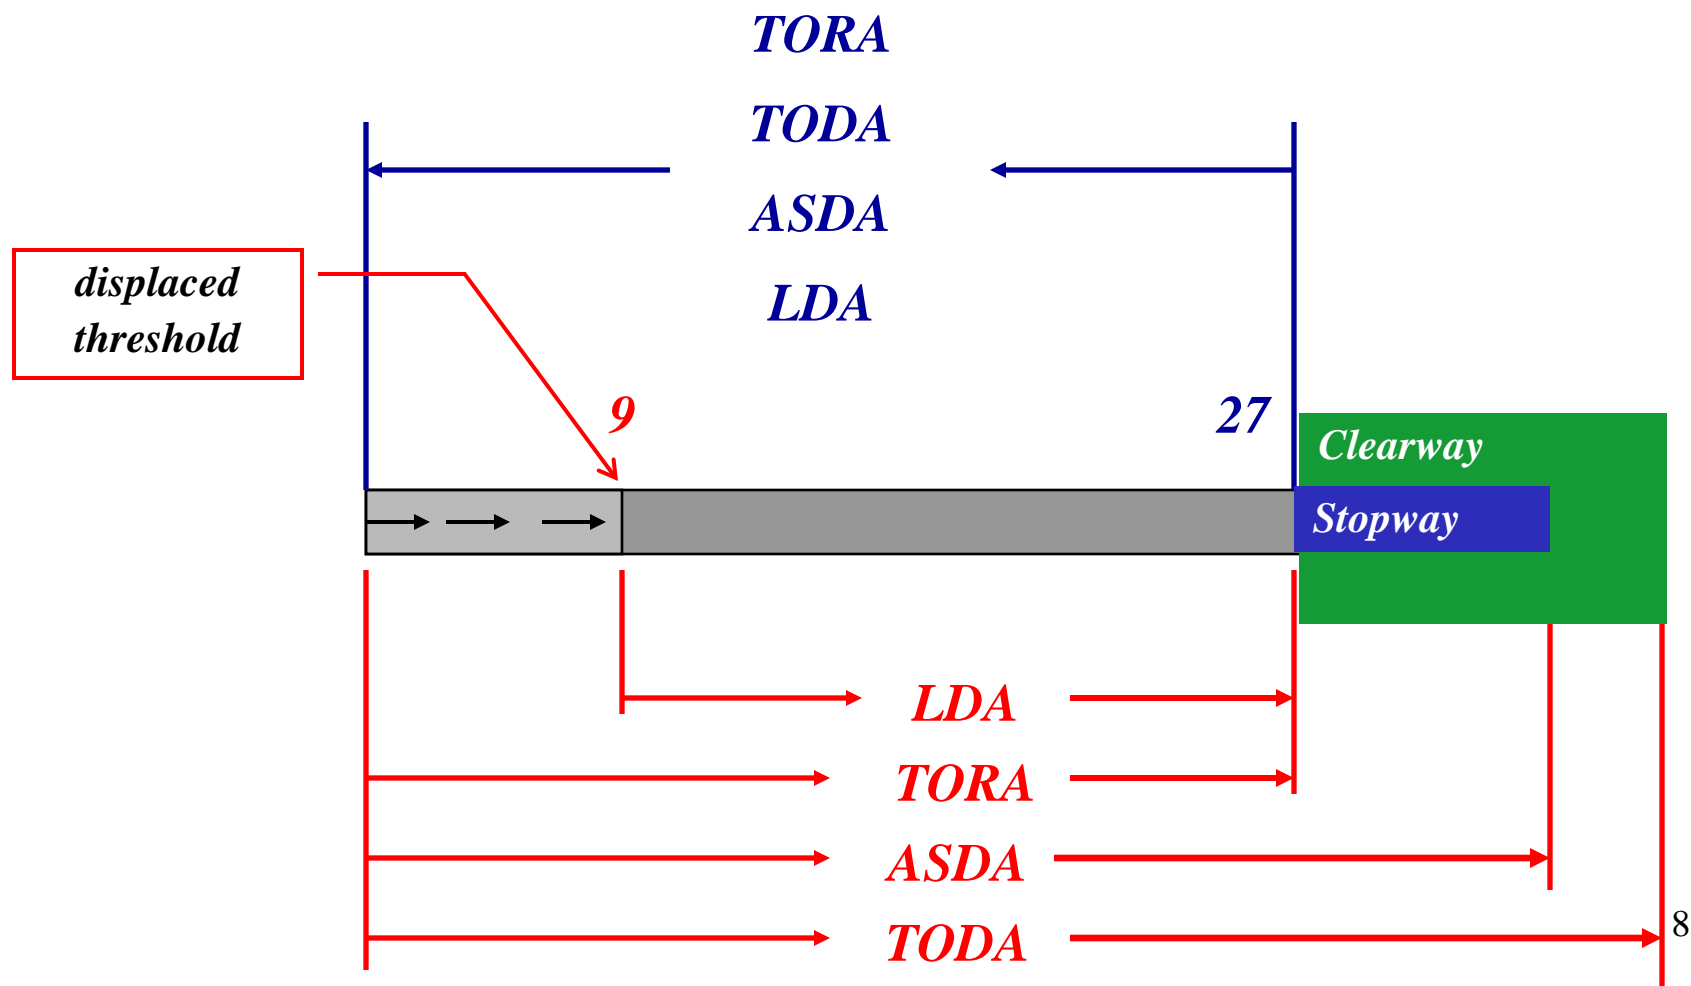 TORA
TODA
ASDA
LDA
displaced
threshold
9
27
Clearway
Stopway
LDA
TORA
ASDA
TODA
8